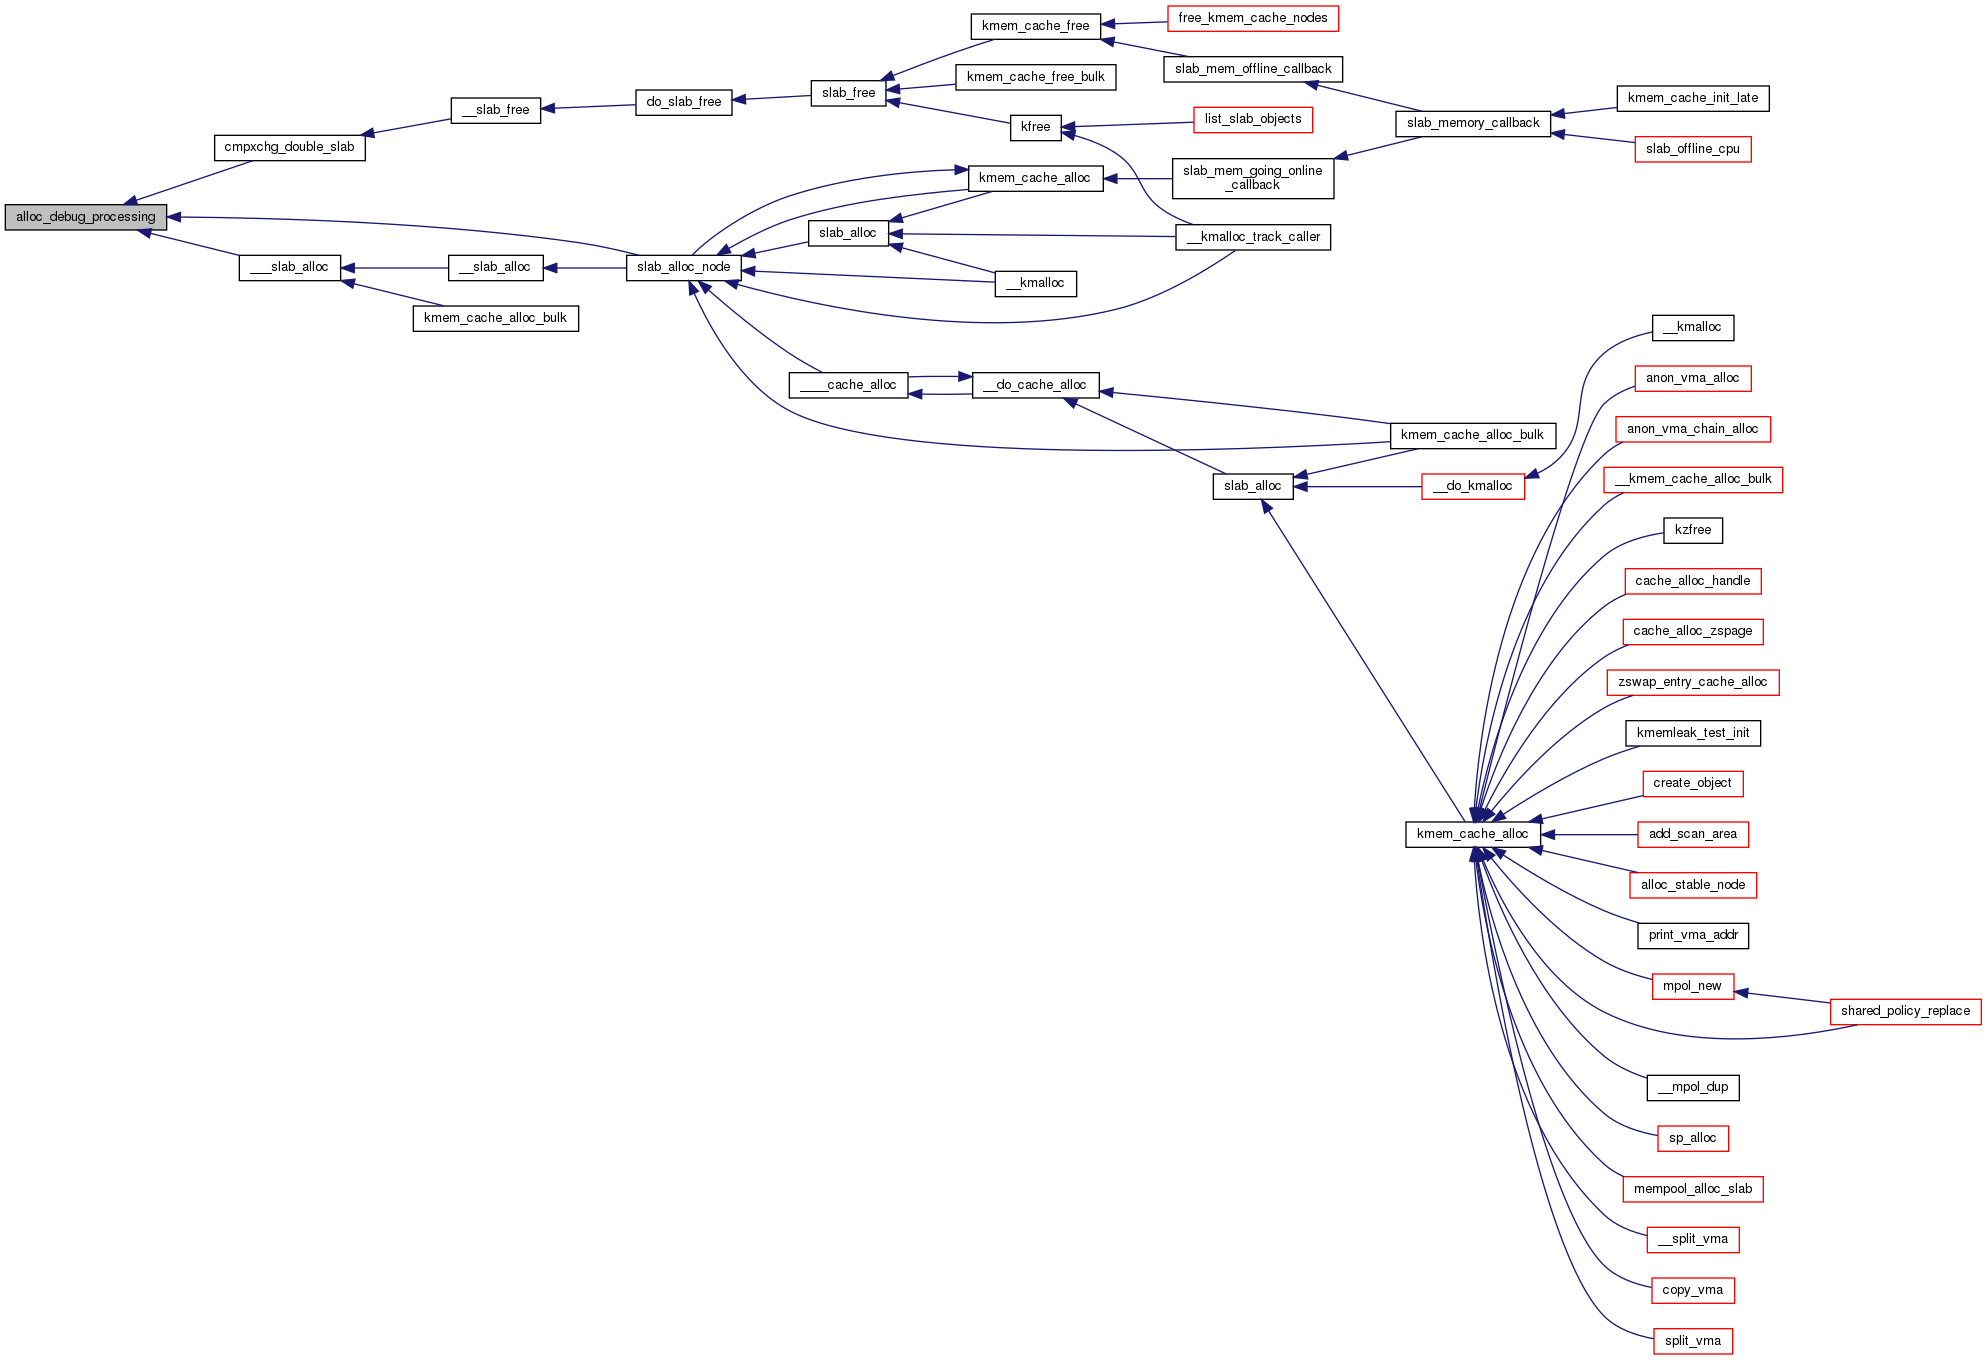 kmem_cache_free
free_kmem_cache_nodes
slab_mem_offline_callback
kmem_cache_free_bulk
slab_free
do_slab_free
__slab_free
cmpxchg_double_slab
kfree
list_slab_objects
slab_memory_callback
kmem_cache_init_late
slab_offline_cpu
kmem_cache_alloc
slab_mem_going_online
_callback
alloc_debug_processing
slab_alloc
__kmalloc_track_caller
___slab_alloc
__slab_alloc
slab_alloc_node
__kmalloc
kmem_cache_alloc_bulk
__kmalloc
____cache_alloc
__do_cache_alloc
anon_vma_alloc
kmem_cache_alloc_bulk
anon_vma_chain_alloc
slab_alloc
__do_kmalloc
__kmem_cache_alloc_bulk
kzfree
cache_alloc_handle
cache_alloc_zspage
zswap_entry_cache_alloc
kmemleak_test_init
create_object
kmem_cache_alloc
add_scan_area
alloc_stable_node
print_vma_addr
mpol_new
shared_policy_replace
__mpol_dup
sp_alloc
mempool_alloc_slab
__split_vma
copy_vma
split_vma